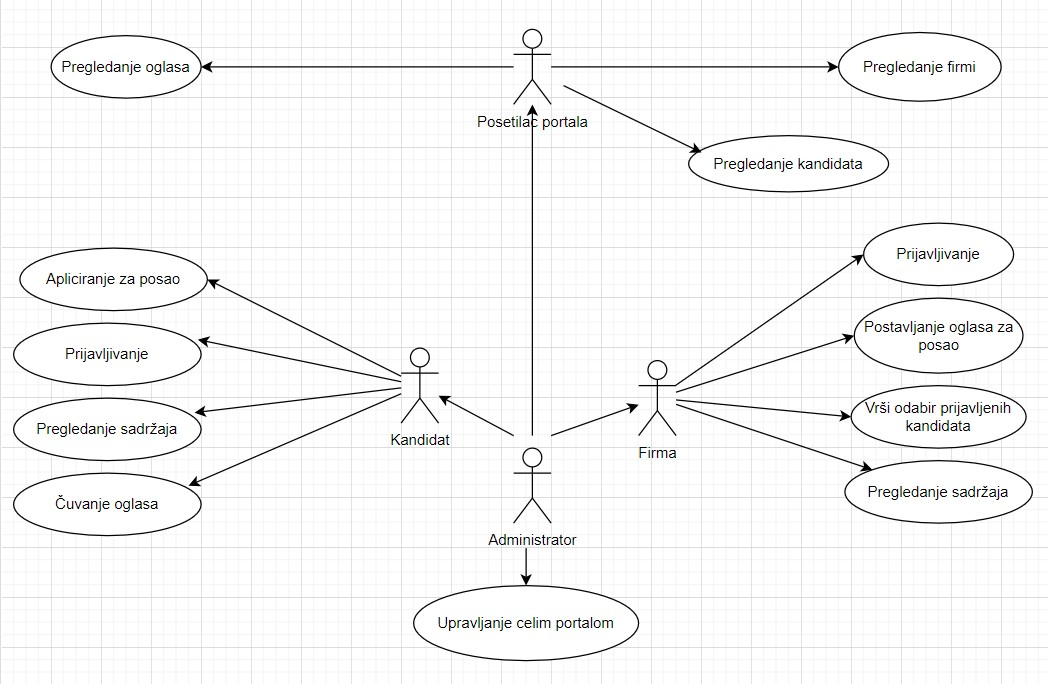 Pregledanje oglasa
Pregledanje firmi
Posetilac portala
Pregledanje kandidata
Prijavljivanje
Apliciranje za posao
Postavljanje oglasa za
posao
Prijavljivanje
Vrši odabir prijavljenih
kandidata
Pregledanje sadržaja
Kandidat
Firma
Pregledanje sadržaja
Čuvanje oglasa
Administrator
Upravljanje celim portalom